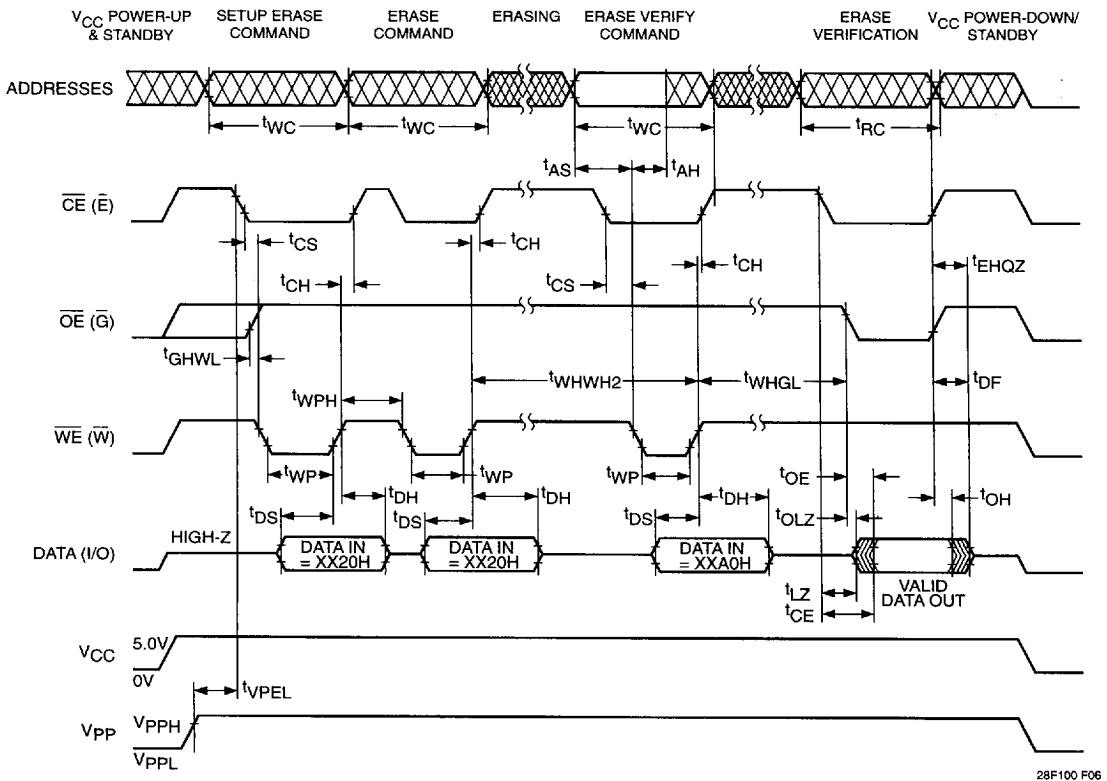 VCC POWER-UP & STANDBY
SETUP ERASE COMMAND
ERASE COMMAND
ERASING
ERASE VERIFY COMMAND
ERASE VERIFICATION
VCC POWER-DOWN/ STANDBY
ADDRESSES
tWC
tWC
tWC
tRC
tAS
tAH
CE (E)
tCS
tCH
tCH
tCS
tCH
tEHQZ
OE (G)
tGHWL
tWPH
tWHWH2
tWHGL
tDF
WE (W)
tWP
tWP
tWP
tOE
tDH
tDH
tDH
tOH
tDS
tDS
tDS
tOLZ
DATA (I/O)
HIGH-Z
DATA IN = XX20H
DATA IN = XX20H
DATA IN = XXA0H
VALID DATA OUT
tLZ
tCE
VCC
5.0V
0V
tVPEL
VPP
VPPH
VPPL
28F100 F06